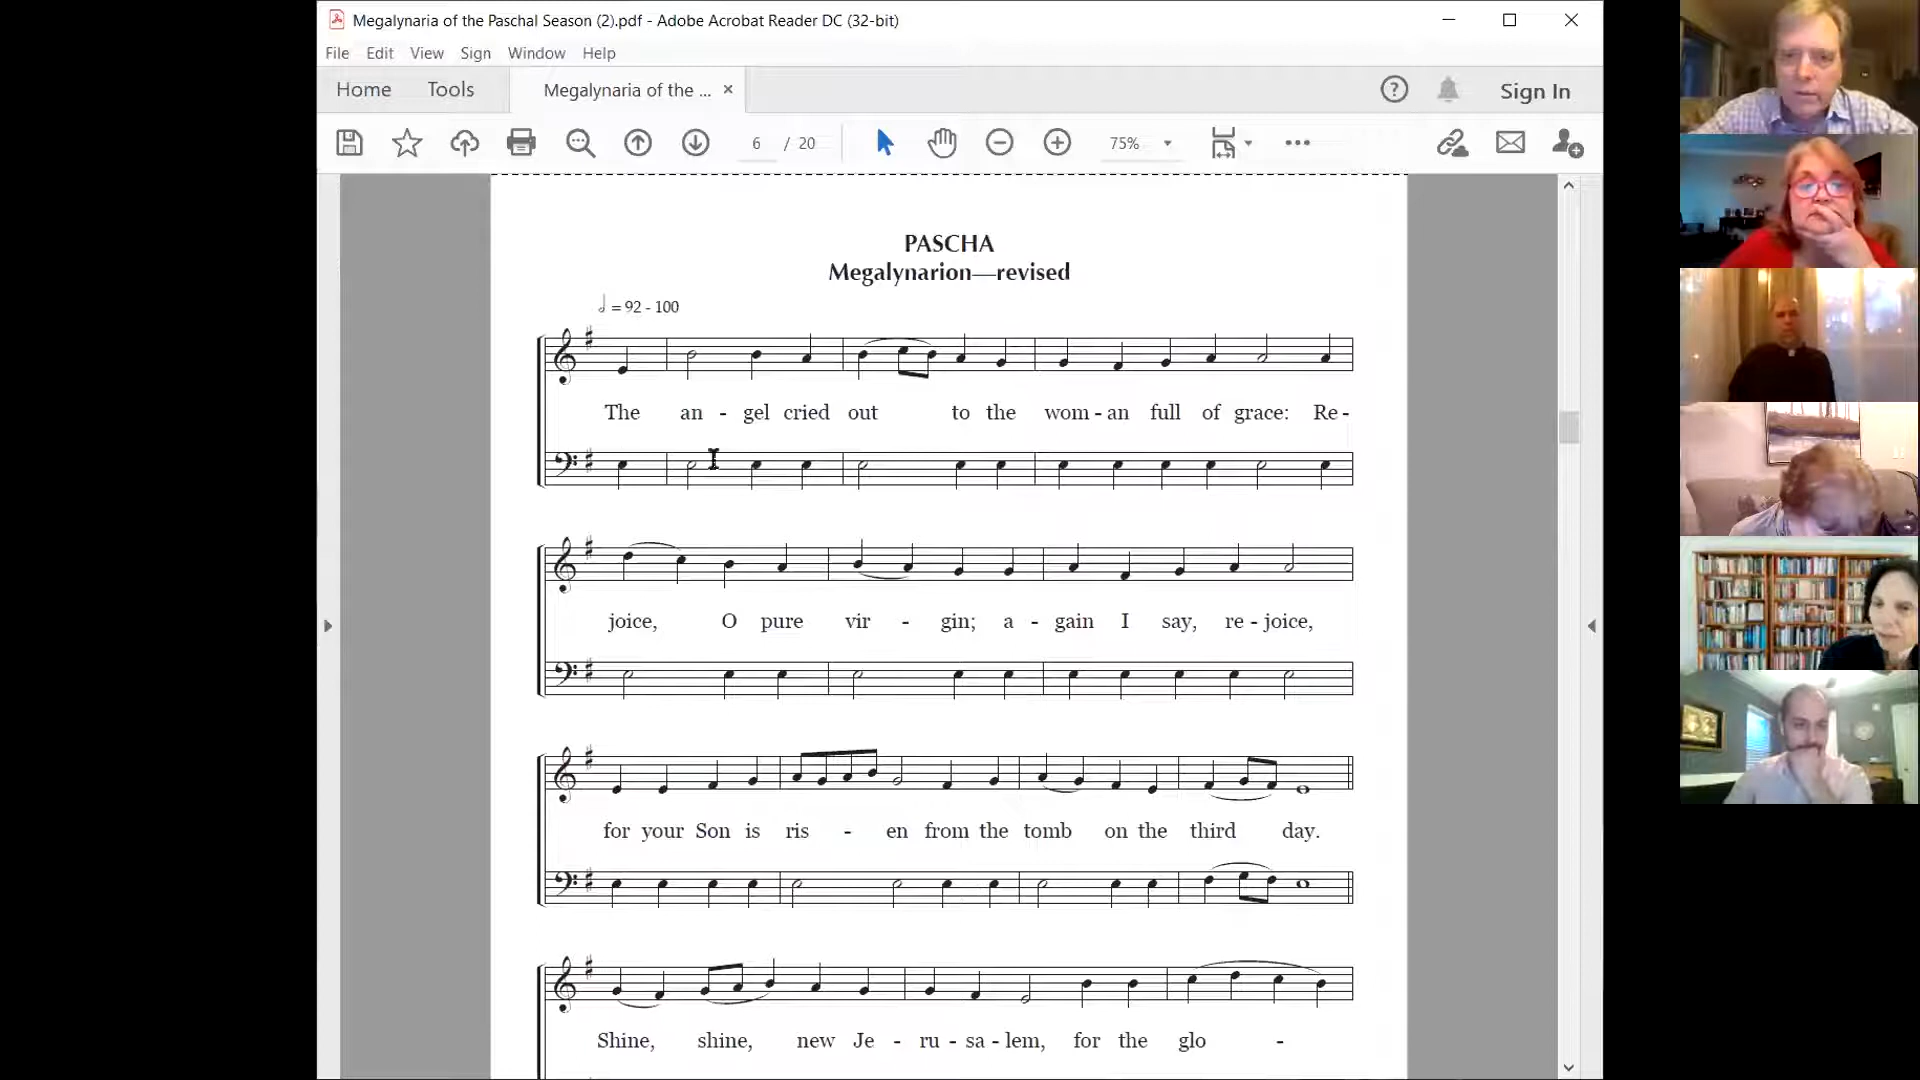 Megalynaria of the Paschal Season (2).pdf - Adobe Acrobat Reader DC (32-bit)
File Edit View Sign Window Help
Home Tools Megalynaria of the ... × Sign In
6 / 20 75%
PASCHA
Megalynarion—revised
= 92 - 100
The an - gel cried out to the wom - an full of grace: Re -
joice, O pure vir - gin; a - gain I say, re - joice,
for your Son is ris - en from the tomb on the third day.
Shine, shine, new Je - ru - sa - lem, for the glo -